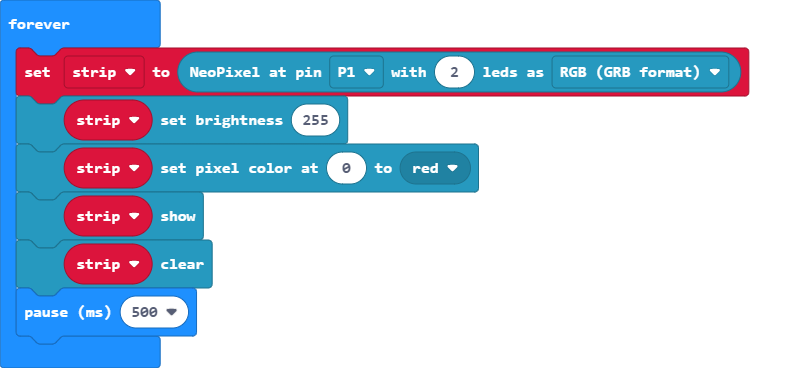 forever
set strip to NeoPixel at pin P1 with 2 leds as RGB (GRB format)
strip set brightness 255
strip set pixel color at 0 to red
strip show
strip clear
pause (ms) 500